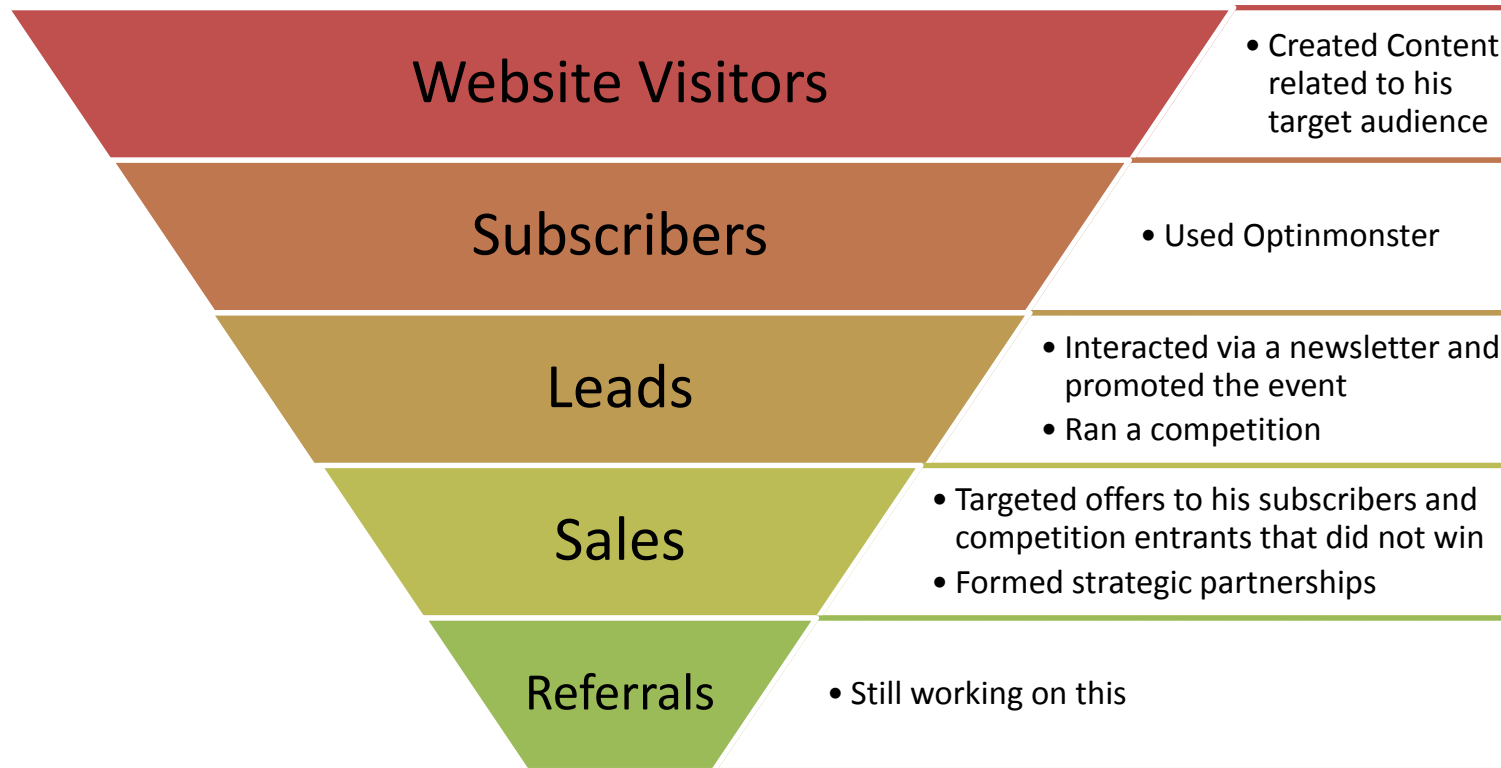 Website Visitors
• Created Content
related to his
target audience
Subscribers
• Used Optinmonster
Leads
• Interacted via a newsletter and
promoted the event
• Ran a competition
Sales
• Targeted offers to his subscribers and
competition entrants that did not win
• Formed strategic partnerships
Referrals
• Still working on this